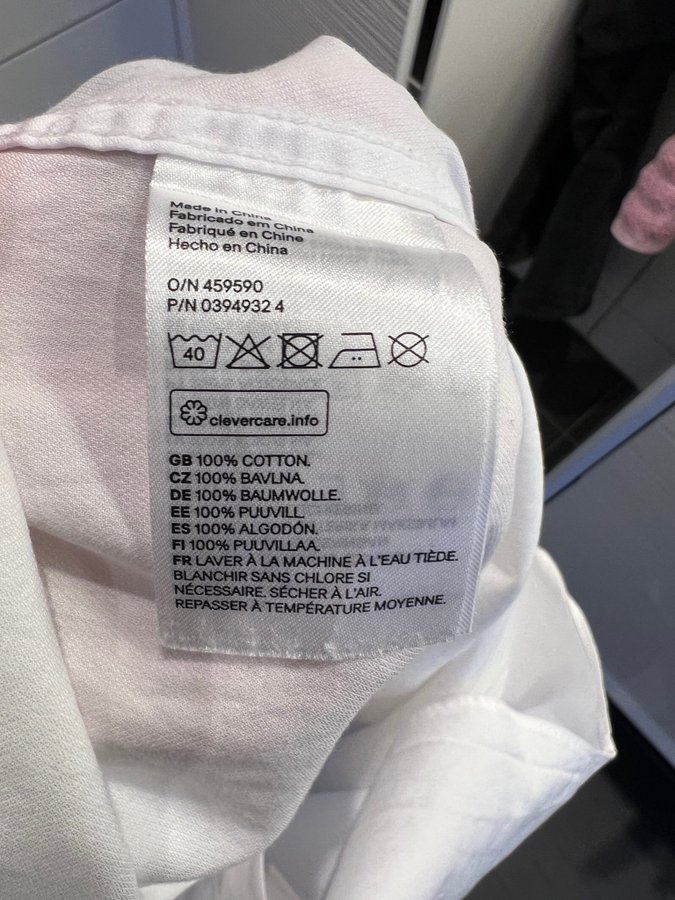 Made in China
Fabricado em China
Fabriqué en Chine
Hecho en China
O/N 459590
P/N 0394932 4
40
clevercare.info
GB 100% COTTON.
CZ 100% BAVLNA.
DE 100% BAUMWOLLE.
EE 100% PUUVILL.
ES 100% ALGODÓN.
FI 100% PUUVILLAA.
FR LAVER À LA MACHINE À L'EAU TIÈDE.
BLANCHIR SANS CHLORE SI
NÉCESSAIRE. SÉCHER À L'AIR.
REPASSER À TEMPÉRATURE MOYENNE.